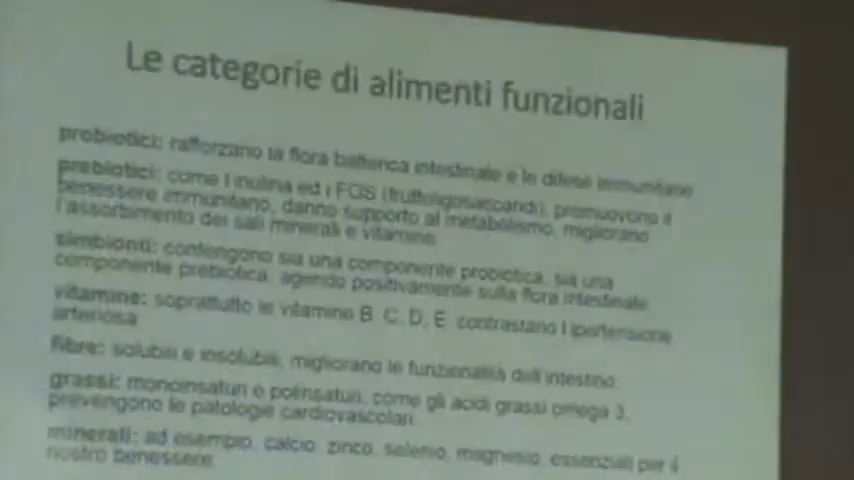 Le categorie di alimenti funzionali
probiotici: rafforzano la flora batterica intestinale e le difese immunitarie
prebiotici: come l'inulina ed i FOS (fruttoligosaccaridi), promuovono il
benessere immunitario, danno supporto al metabolismo, migliorano
l'assorbimento dei sali minerali e vitamine
simbionti: contengono sia una componente probiotica, sia una
componente prebiotica, agendo positivamente sulla flora intestinale
vitamine: soprattutto le vitamine B, C, D, E contrastano l'ipertensione
arteriosa
fibre: solubili e insolubili, migliorano le funzionalità dell'intestino.
grassi: monoinsaturi e polinsaturi, come gli acidi grassi omega 3,
prevengono le patologie cardiovascolari.
minerali: ad esempio, calcio, zinco, selenio, magnesio, essenziali per il
nostro benessere